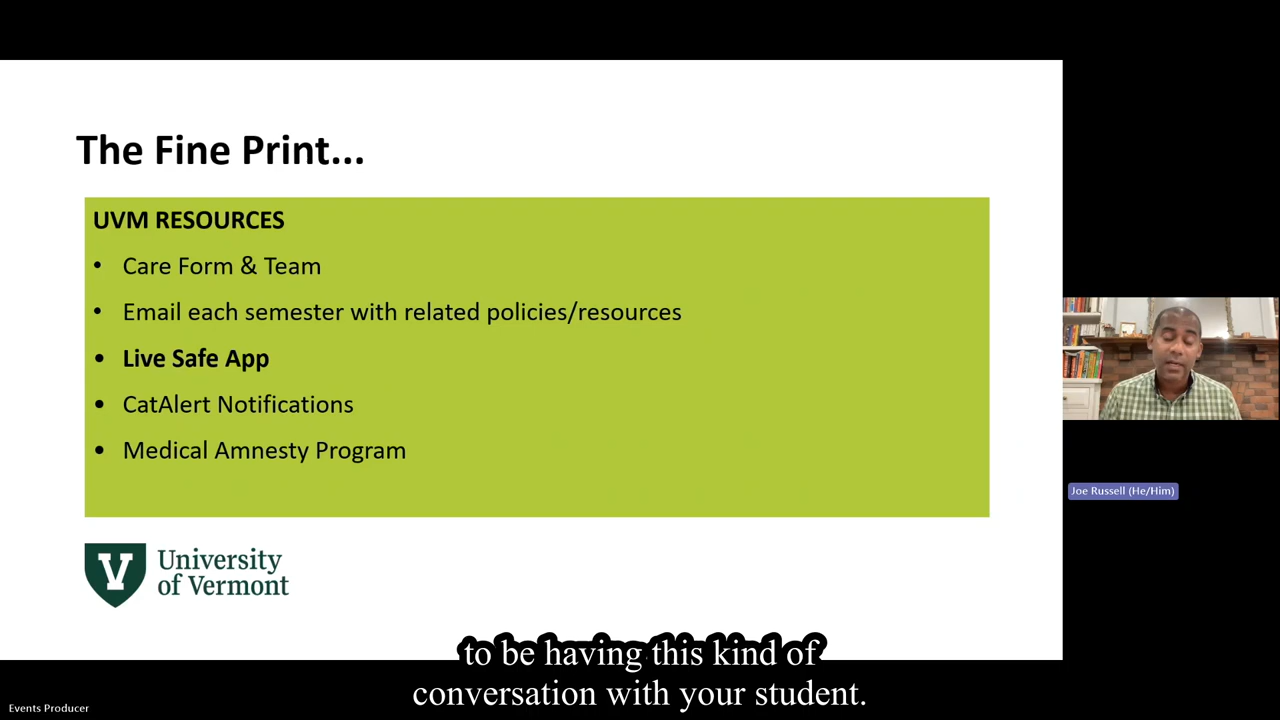 The Fine Print...
UVM RESOURCES
• Care Form & Team
• Email each semester with related policies/resources
• Live Safe App
• CatAlert Notifications
• Medical Amnesty Program
Joe Russell (He/Him)
V University
of Vermont
to be having this kind of
conversation with your student.
Events Producer